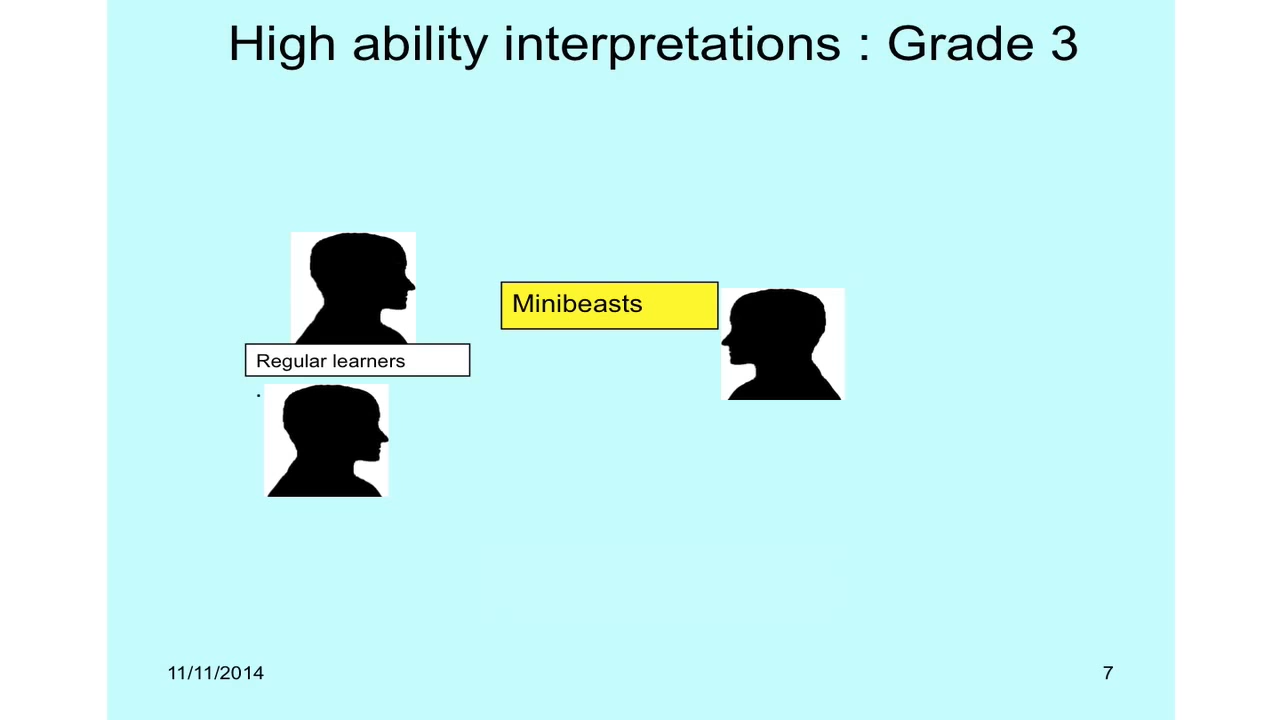 High ability interpretations : Grade 3
Minibeasts
Regular learners
.
11/11/2014
7